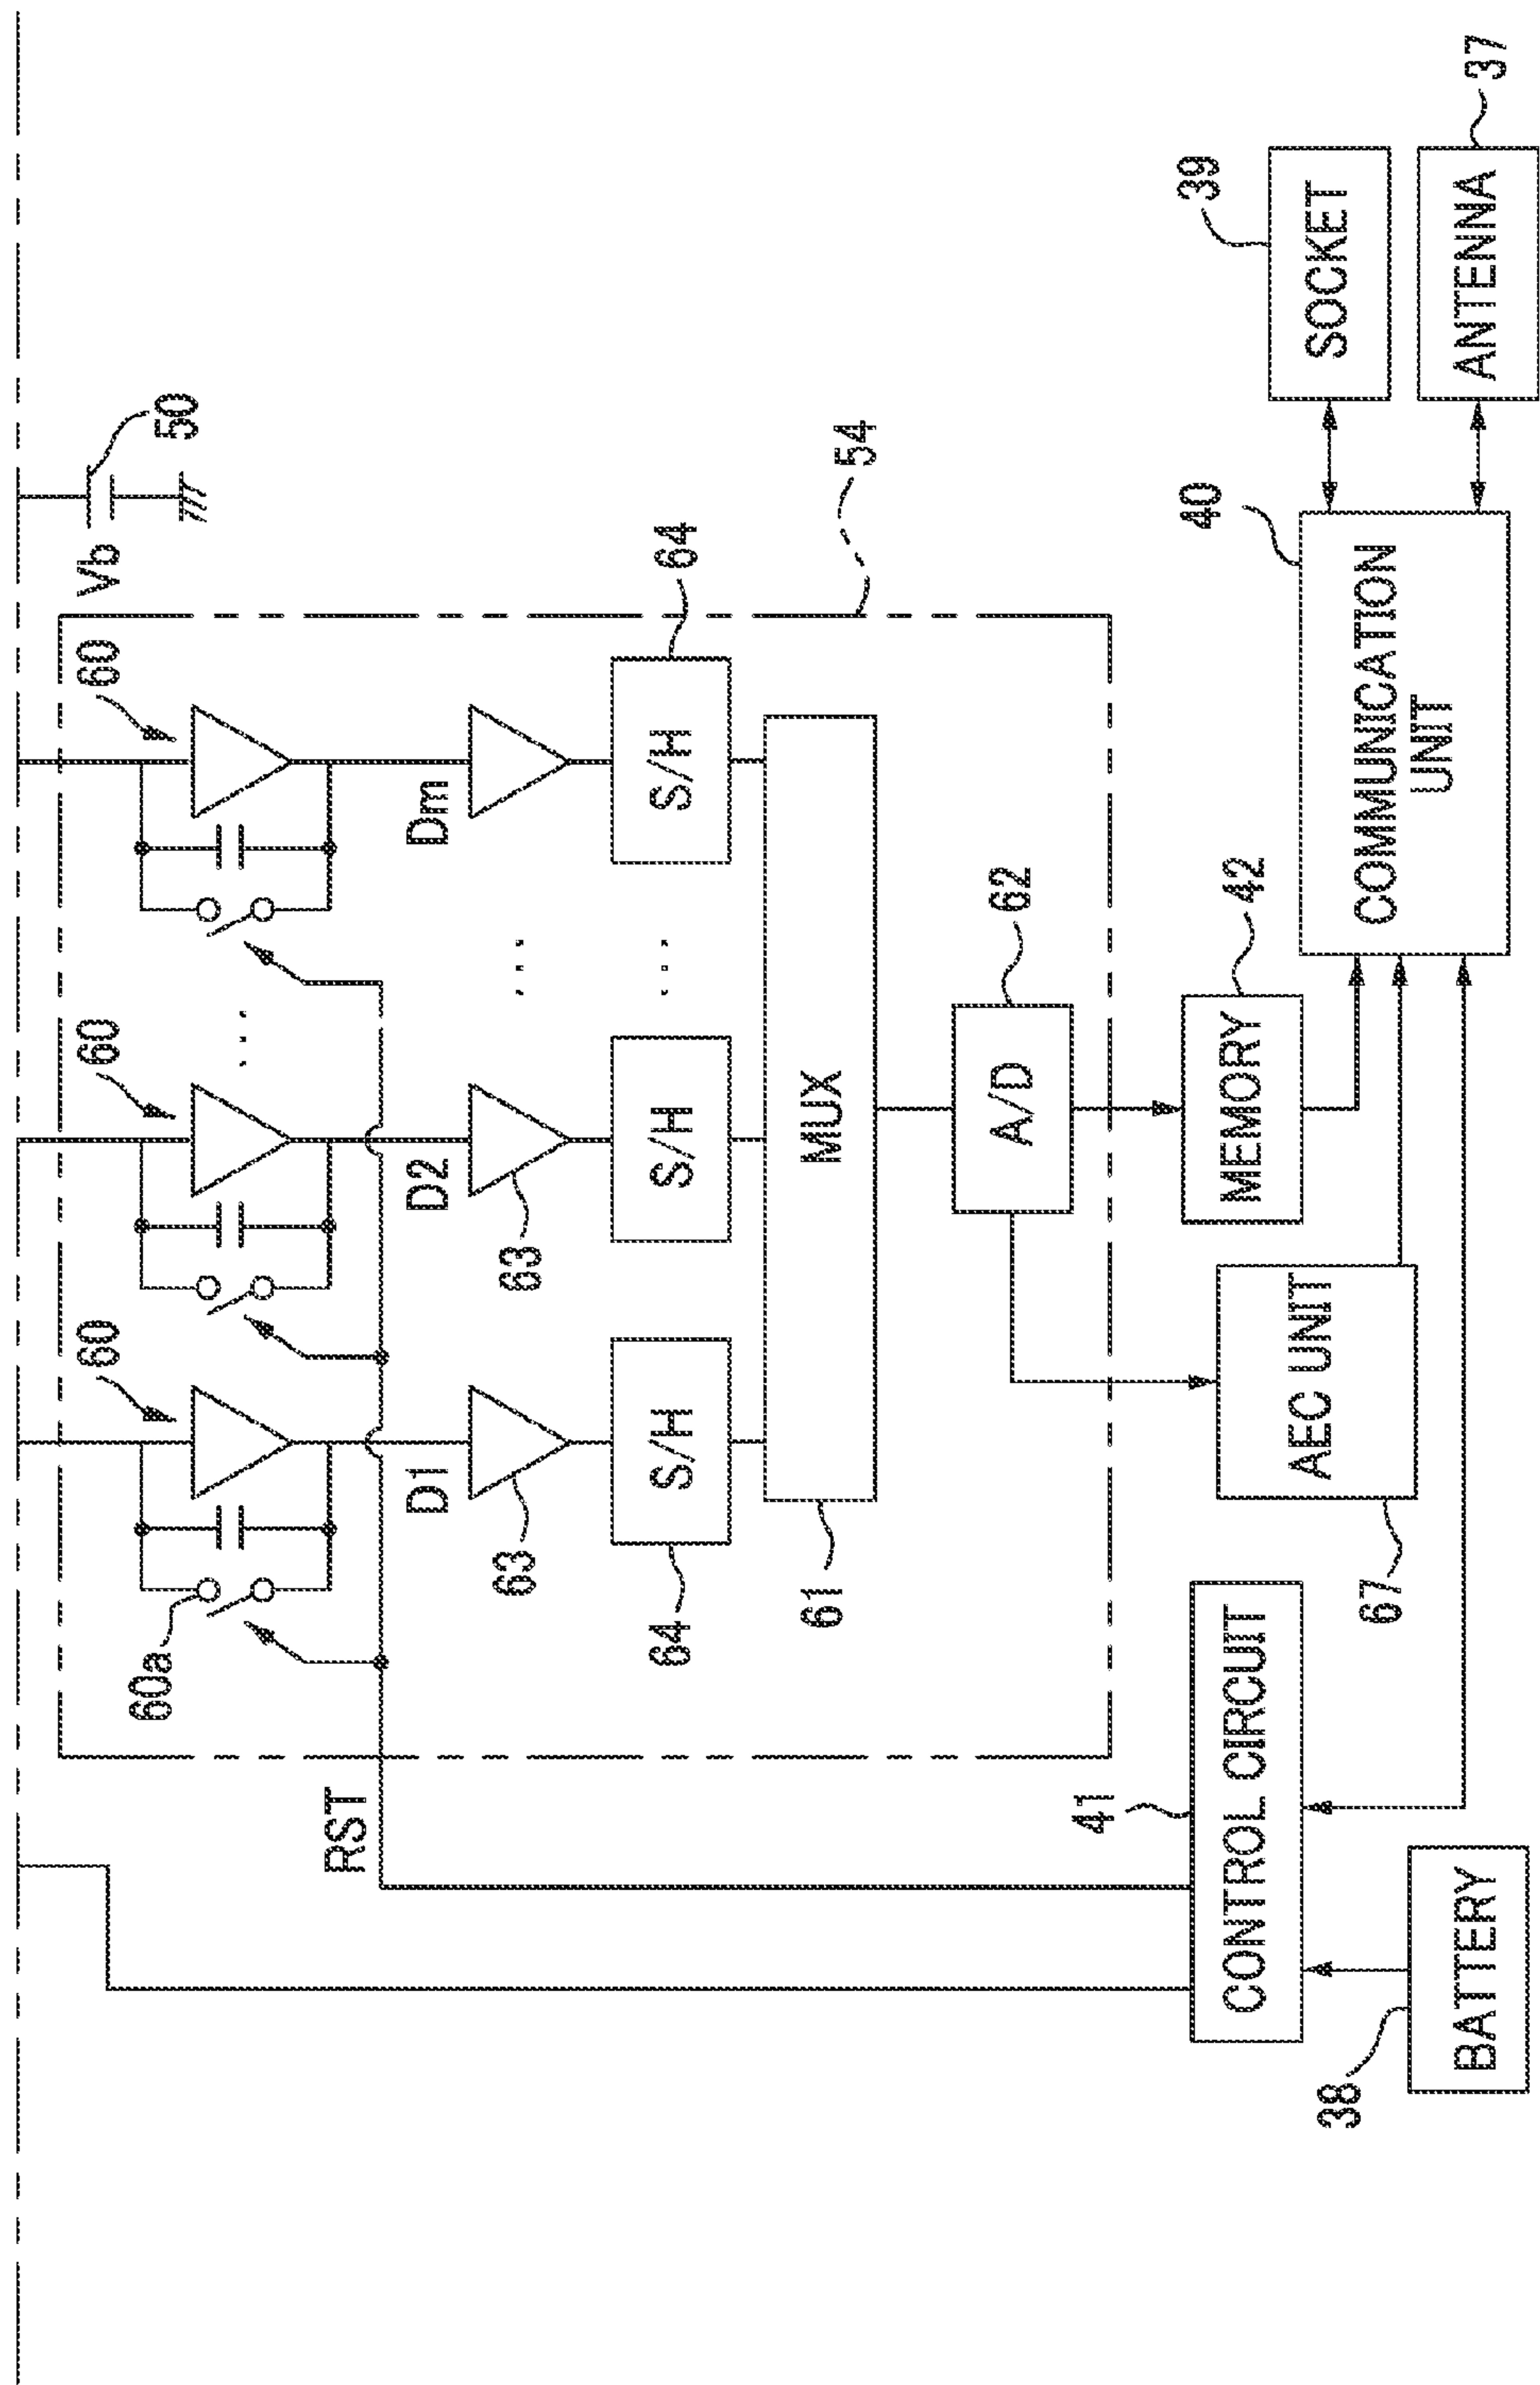 60
60
60
Vb
60a
50
...
RST
D1
D2
Dm
63
63
...
64
S/H
S/H
...
S/H
64
61
MUX
54
A/D
62
41
CONTROL CIRCUIT
MEMORY
42
40
39
AEC UNIT
SOCKET
38
67
COMMUNICATION
UNIT
BATTERY
ANTENNA
37